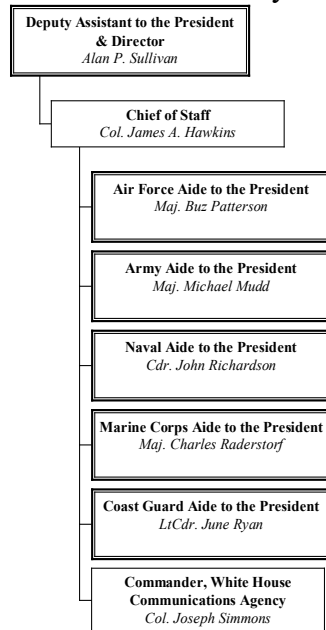 Deputy Assistant to the President
& Director
Alan P. Sullivan
Chief of Staff
Col. James A. Hawkins
Air Force Aide to the President
Maj. Buz Patterson
Army Aide to the President
Maj. Michael Mudd
Naval Aide to the President
Cdr. John Richardson
Marine Corps Aide to the President
Maj. Charles Raderstorf
Coast Guard Aide to the President
LtCdr. June Ryan
Commander, White House
Communications Agency
Col. Joseph Simmons